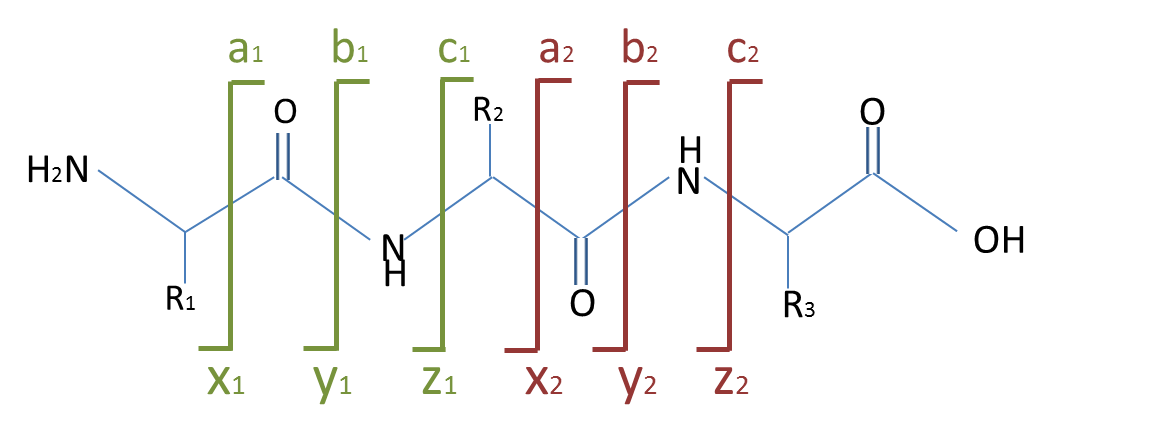 a1 b1 c1 a2 b2 c2
O R2 O
H2N H
N
N
H OH
R1 O R3
x1 y1 z1 x2 y2 z2